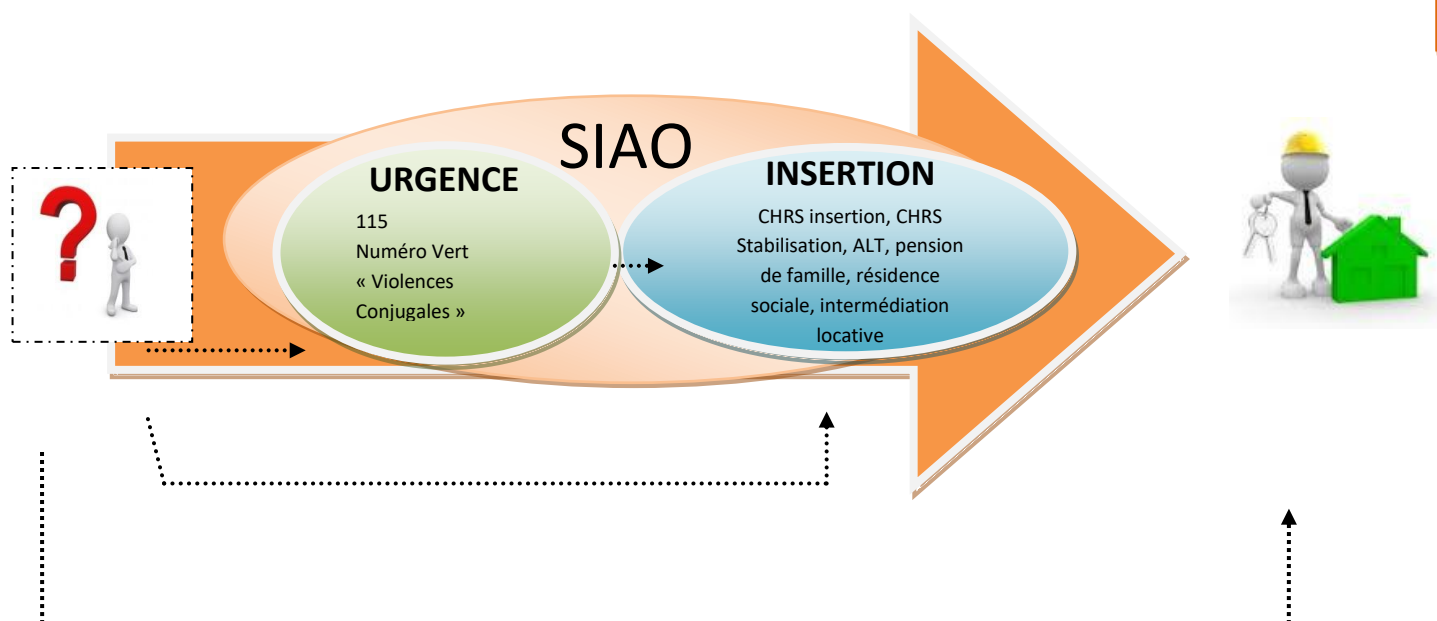 SIAO
URGENCE
115
Numéro Vert
« Violences
Conjugales »
INSERTION
CHRS insertion, CHRS
Stabilisation, ALT, pension
de famille, résidence
sociale, intermédiation
locative